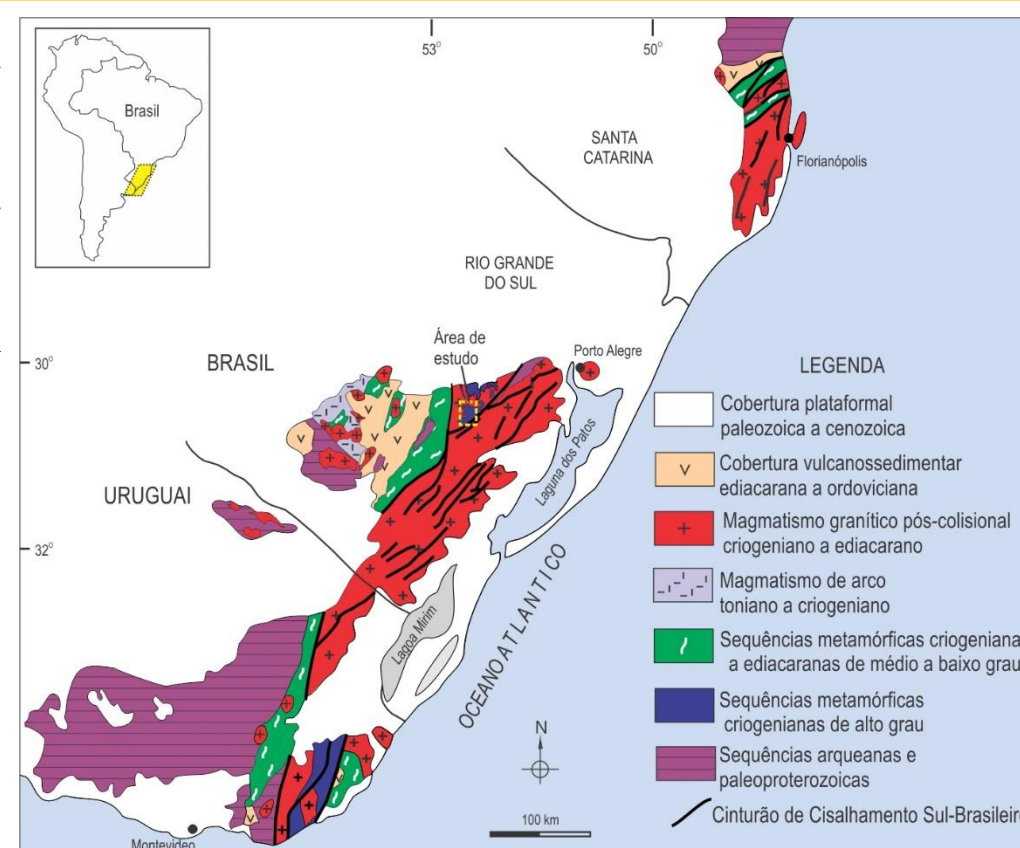 53°
50°
Brasil
SANTA
CATARINA
Florianópolis
RIO GRANDE
DO SUL
Área de
estudo
Porto Alegre
30°
BRASIL
LEGENDA
Cobertura plataformal
paleozoica a cenozoica
Cobertura vulcanossedimentar
ediacarana a ordoviciana
Laguna dos Patos
URUGUAI
Magmatismo granítico pós-colisional
criogeniano a ediacarano
32°
Magmatismo de arco
toniano a criogeniano
Lagoa Mirim
OCEANO ATLANTICO
Sequências metamórficas criogeniana
a ediacaranas de médio a baixo grau
Sequências metamórficas
criogenianas de alto grau
N
Sequências arqueanas e
paleoproterozoicas
Cinturão de Cisalhamento Sul-Brasileir
100 km
Montevideo